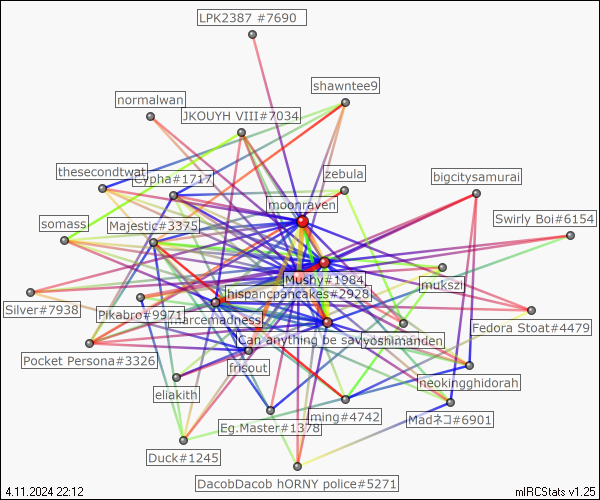 LPK2387 #7690
shawntee9
normalwan
JKOUYH VIII#7034
thesecondtwat
Cypha#1717
zebula
bigcitysamurai
moonraven
somass
Majestic#3375
Swirly Boi#6154
Mushy#1984
mukszi
hispancpancakes#2928
Silver#7938
Pikabro#9971
marcemadness
Fedora Stoat#4479
Can anything be sav
yoshimanden
Pocket Persona#3326
frisout
neokingghidorah
eliakith
ming#4742
Madネコ#6901
Eg.Master#1378
Duck#1245
DacobDacob hORNY police#5271
4.11.2024 22:12
mIRCStats v1.25